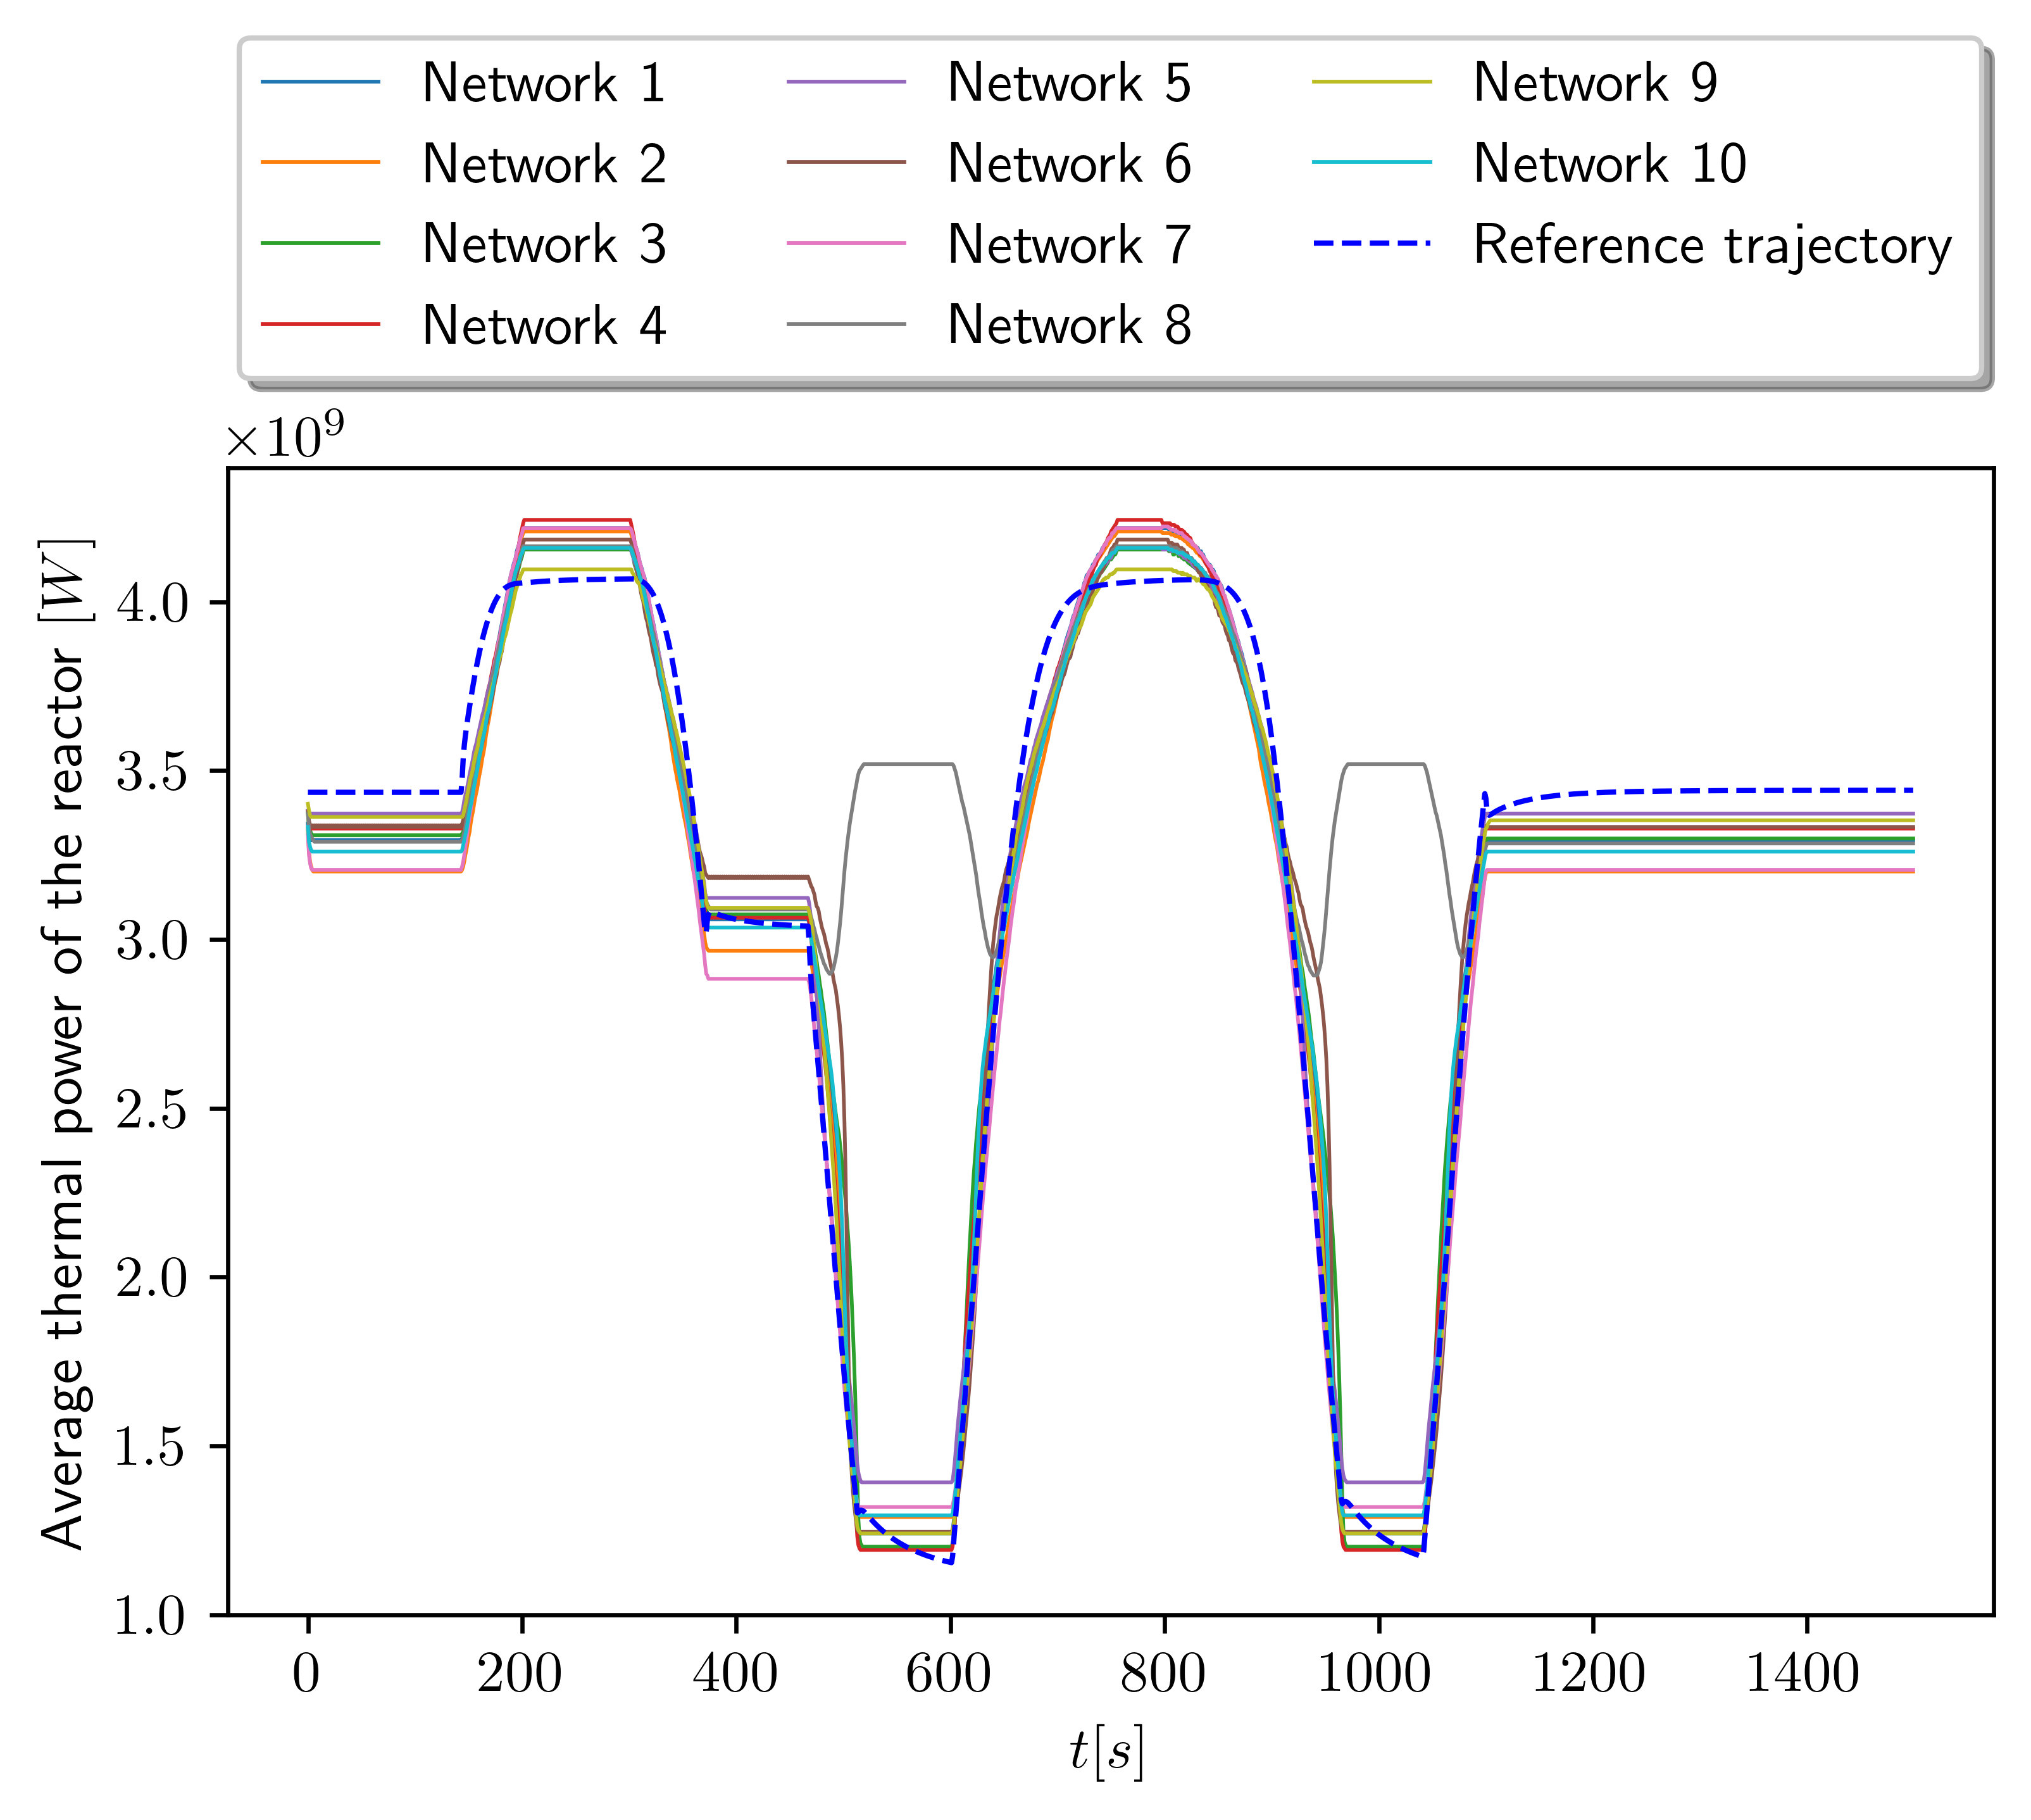 Network 1
Network 2
Network 3
Network 4
Network 5
Network 6
Network 7
Network 8
Network 9
Network 10
Reference trajectory
×10⁹
Average thermal power of the reactor [W]
4.0
3.5
3.0
2.5
2.0
1.5
1.0
0 200 400 600 800 1000 1200 1400
t[s]